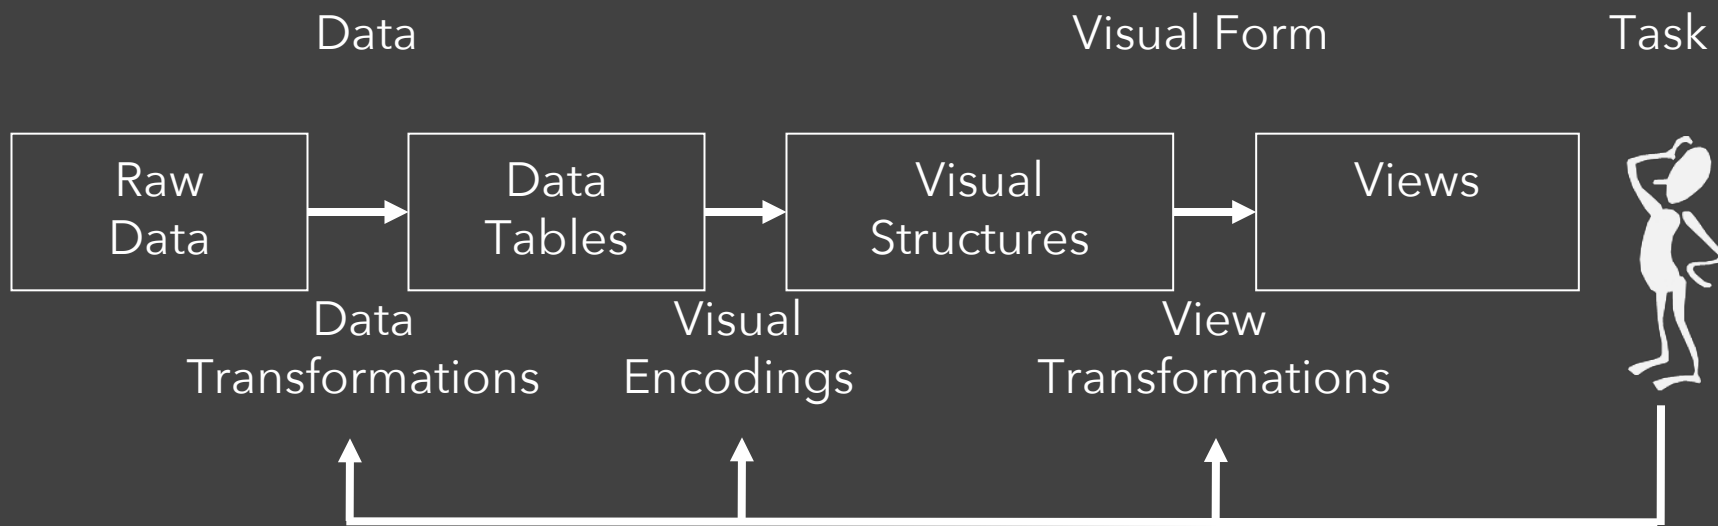 Data
Visual Form
Task
Raw
Data
Data
Tables
Visual
Structures
Views
Data
Transformations
Visual
Encodings
View
Transformations